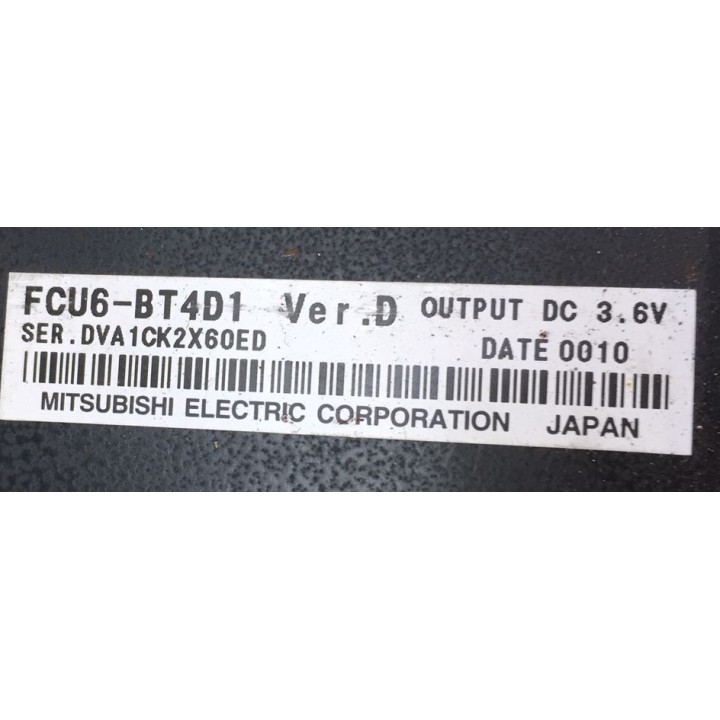 FCU6-BT4D1 Ver.D OUTPUT DC 3.6V
SER.DVA1CK2X60ED DATE 0010
MITSUBISHI ELECTRIC CORPORATION JAPAN